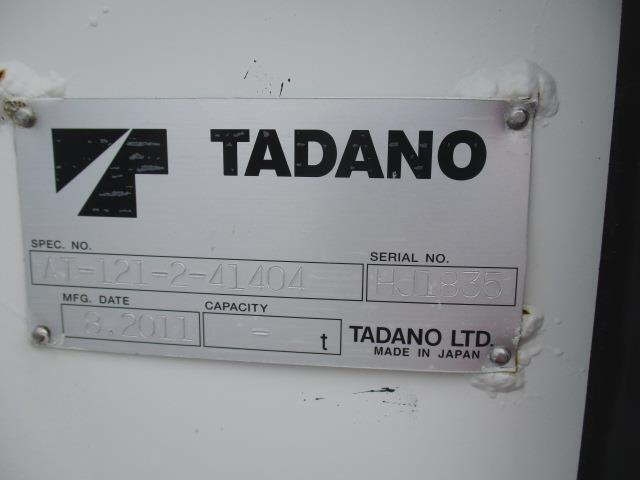 TADANO
SPEC. NO.
AT-121-2-41404
SERIAL NO.
HJ1835
MFG. DATE
8.2011
CAPACITY
- t
TADANO LTD.
MADE IN JAPAN